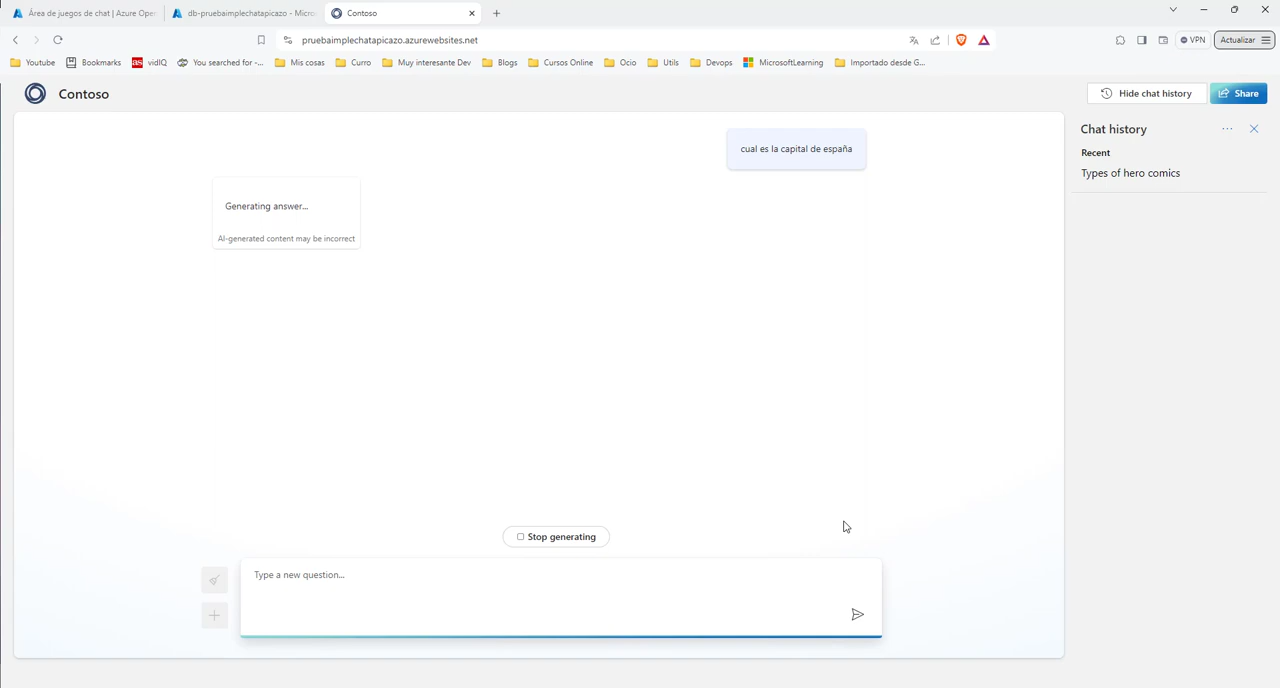 Área de juegos de chat | Azure Oper
db-pruebaimplechatapicazo - Micro
Contoso
pruebaimplechatapicazo.azurewebsites.net
VPN
Actualizar
Youtube
Bookmarks
as vidIQ
You searched for -...
Mis cosas
Curro
Muy interesante Dev
Blogs
Cursos Online
Ocio
Utils
Devops
MicrosoftLearning
Importado desde G...
Contoso
Hide chat history
Share
cual es la capital de españa
Generating answer...
AI-generated content may be incorrect
Chat history
Recent
Types of hero comics
Stop generating
Type a new question...